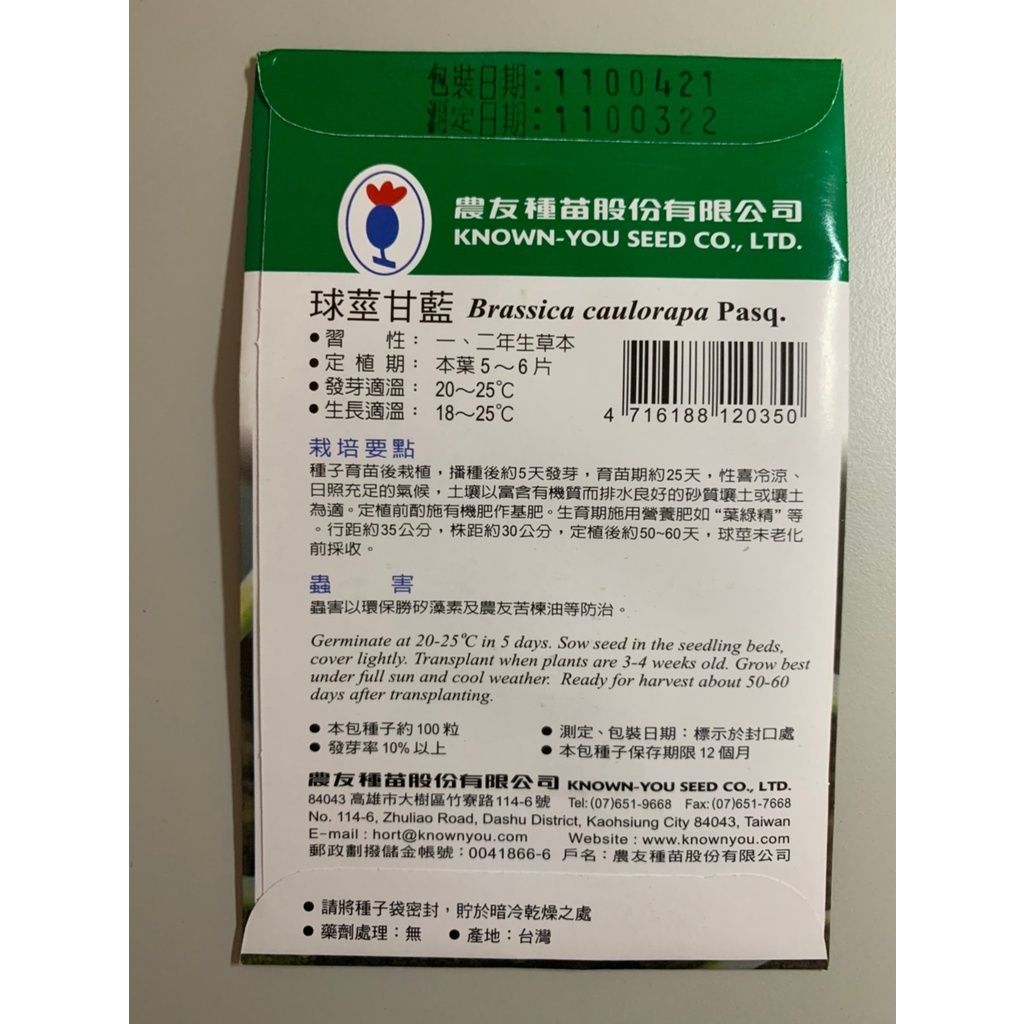 包裝日期:1100421
測定日期:1100322
農友種苗股份有限公司
KNOWN-YOU SEED CO., LTD.
球莖甘藍 Brassica caulorapa Pasq.
●習 性: 一、二年生草本
●定 植 期: 本葉5～6片
●發芽適溫: 20～25℃
●生長適溫: 18～25℃
4 716188 120350
栽培要點
種子育苗後栽植，播種後約5天發芽，育苗期約25天，性喜冷涼、
日照充足的氣候，土壤以富含有機質而排水良好的砂質壤土或壤土
為適。定植前酌施有機肥作基肥。生育期施用營養肥如“葉綠精”等
。行距約35公分，株距約30公分，定植後約50~60天，球莖未老化
前採收。
蟲 害
蟲害以環保勝矽藻素及農友苦楝油等防治。
Germinate at 20-25℃ in 5 days. Sow seed in the seedling beds,
cover lightly. Transplant when plants are 3-4 weeks old. Grow best
under full sun and cool weather. Ready for harvest about 50-60
days after transplanting.
●本包種子約100粒 ●測定、包裝日期：標示於封口處
●發芽率10%以上 ●本包種子保存期限12個月
農友種苗股份有限公司 KNOWN-YOU SEED CO., LTD.
84043 高雄市大樹區竹寮路114-6號 Tel:(07)651-9668 Fax:(07)651-7668
No. 114-6, Zhuliao Road, Dashu District, Kaohsiung City 84043, Taiwan
E-mail : hort@knownyou.com Website : www.knownyou.com
郵政劃撥儲金帳號：0041866-6 戶名：農友種苗股份有限公司
●請將種子袋密封，貯於暗冷乾燥之處
●藥劑處理：無 ●產地：台灣